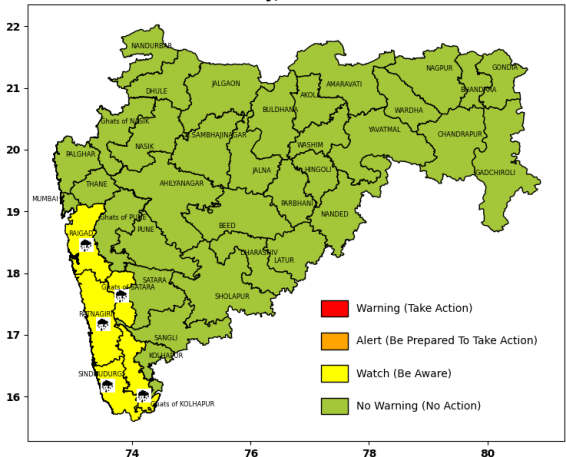 22
21
20
19
18
17
16
74
76
78
80
NANDURBAR
DHULE
JALGAON
Ghats of NASIK
NASIK
C.SAMBHAJINAGAR
BULDHANA
AKOLA
AMARAVATI
NAGPUR
GONDIA
BHANDARA
WARDHA
YAVATMAL
CHANDRAPUR
GADCHIROLI
WASHIM
HINGOLI
PALGHAR
THANE
MUMBAI
AHILYANAGAR
JALNA
PARBHANI
NANDED
Ghats of PUNE
PUNE
BEED
RAIGAD
DHARASHIV
LATUR
SATARA
Ghats of SATARA
SHOLAPUR
RATNAGIRI
SANGLI
KOLHAPUR
SINDHUDURG
Ghats of KOLHAPUR
Warning (Take Action)
Alert (Be Prepared To Take Action)
Watch (Be Aware)
No Warning (No Action)